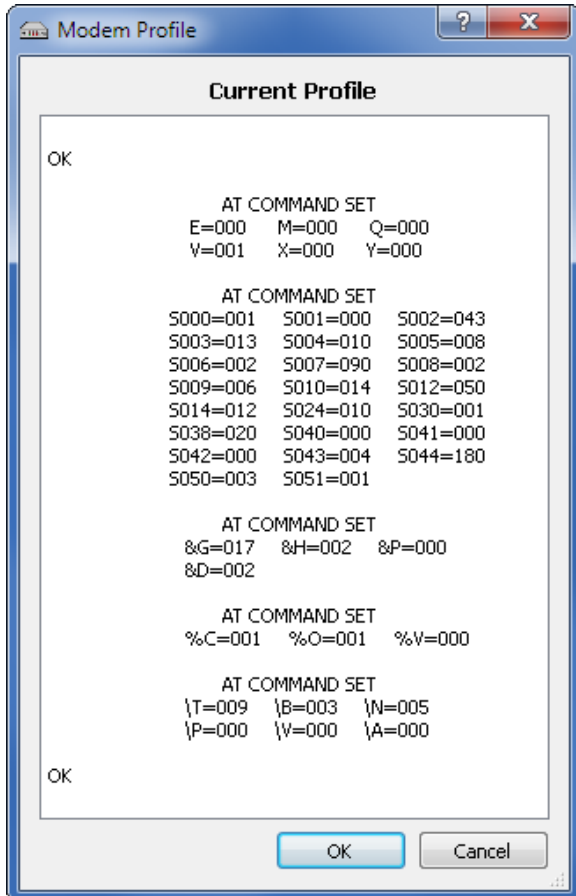 Modem Profile
Current Profile
OK
AT COMMAND SET
E=000 M=000 Q=000
V=001 X=000 Y=000
AT COMMAND SET
S000=001 S001=000 S002=043
S003=013 S004=010 S005=008
S006=002 S007=090 S008=002
S009=006 S010=014 S012=050
S014=012 S024=010 S030=001
S038=020 S040=000 S041=000
S042=000 S043=004 S044=180
S050=003 S051=001
AT COMMAND SET
&G=017 &H=002 &P=000
&D=002
AT COMMAND SET
%C=001 %O=001 %V=000
AT COMMAND SET
\T=009 \B=003 \N=005
\P=000 \V=000 \A=000
OK
OK Cancel